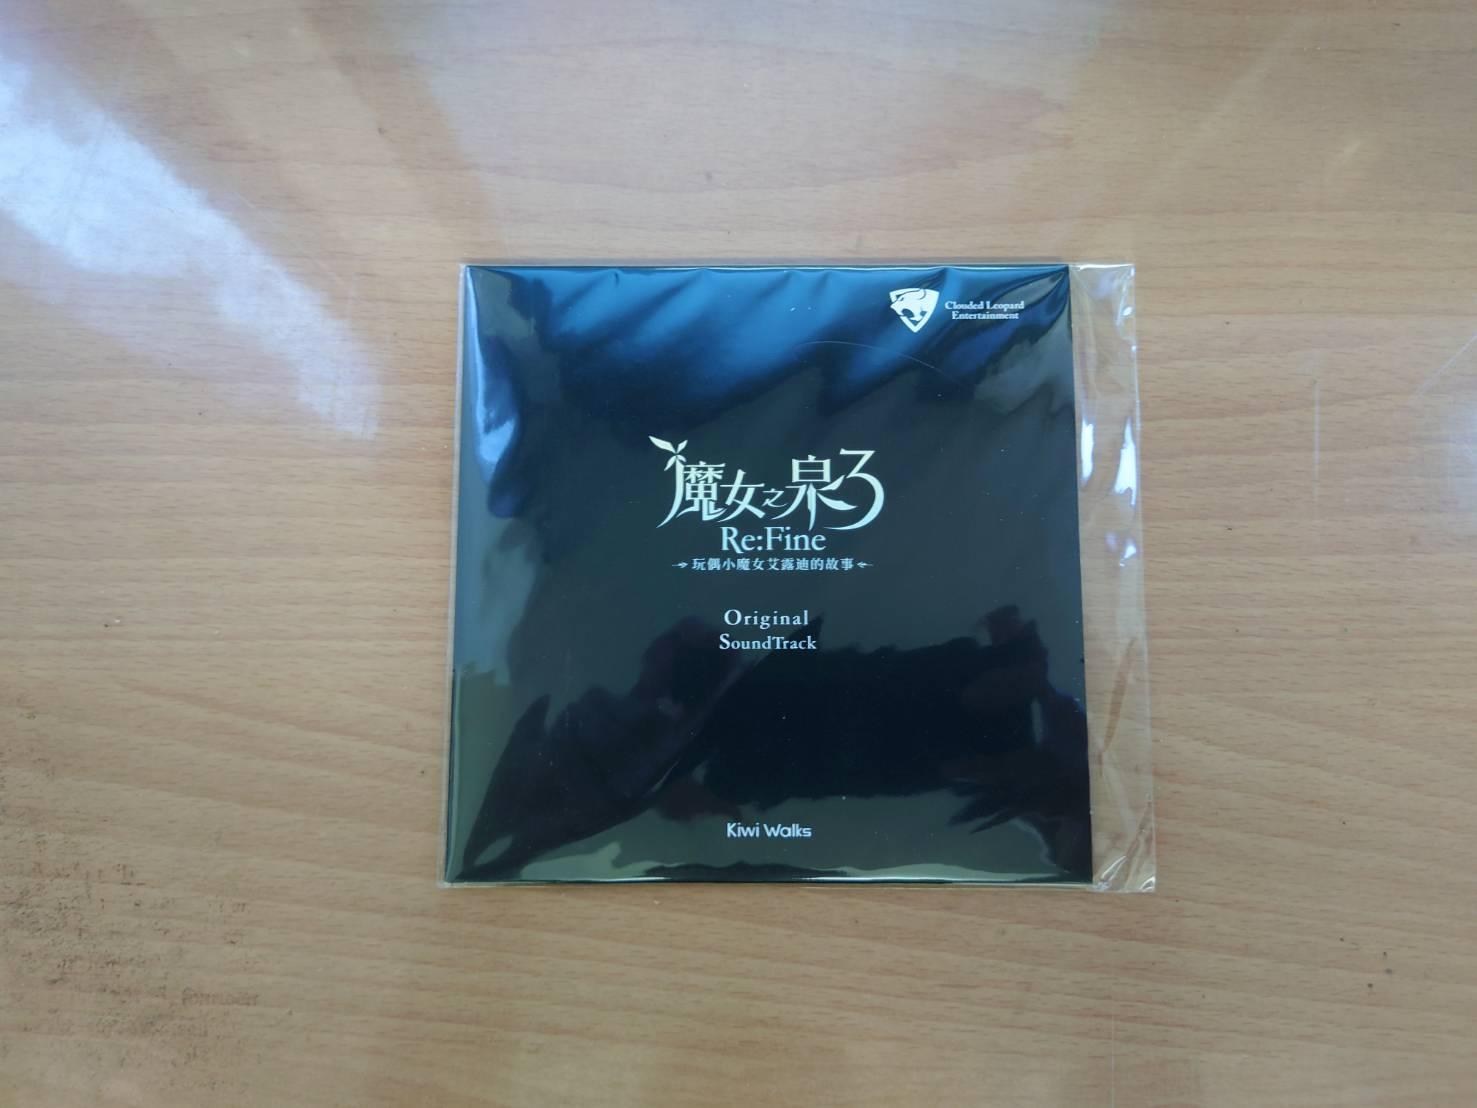 Clouded Leopard
Entertainment
魔女之泉3
Re:Fine
玩偶小魔女艾露迪的故事
Original
SoundTrack
Kiwi Walks